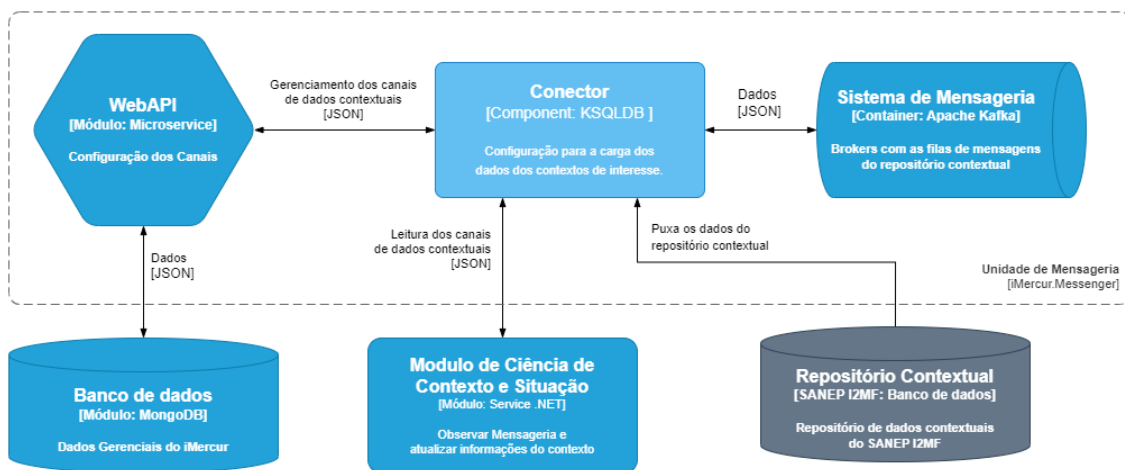 WebAPI
[Módulo: Microservice]
Configuração dos Canais
Gerenciamento dos canais
de dados contextuais
[JSON]
Conector
[Component: KSQLDB ]
Configuração para a carga dos
dados dos contextos de interesse.
Dados
[JSON]
Sistema de Mensageria
[Container: Apache Kafka]
Brokers com as filas de mensagens
do repositório contextual
Dados
[JSON]
Leitura dos canais
de dados contextuais
[JSON]
Puxa os dados do
repositório contextual
Unidade de Mensageria
[iMercur.Messenger]
Banco de dados
[Módulo: MongoDB]
Dados Gerenciais do iMercur
Modulo de Ciência de
Contexto e Situação
[Módulo: Service .NET]
Observar Mensageria e
atualizar informações do contexto
Repositório Contextual
[SANEP I2MF: Banco de dados]
Repositório de dados contextuais
do SANEP I2MF